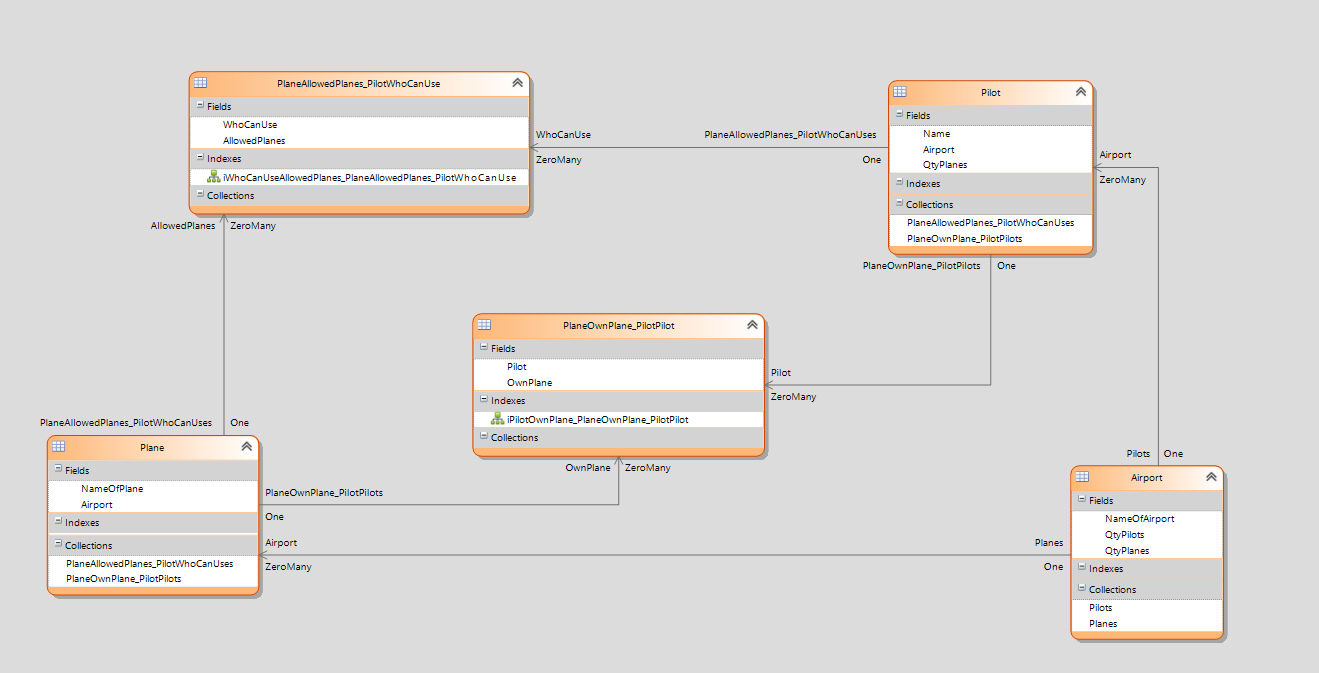 PlaneAllowedPlanes_PilotWhoCanUse
Fields
WhoCanUse
AllowedPlanes
Indexes
iWhoCanUseAllowedPlanes_PlaneAllowedPlanes_PilotWhoCanUse
Collections
WhoCanUse
PlaneAllowedPlanes_PilotWhoCanUses
ZeroMany
One
Pilot
Fields
Name
Airport
QtyPlanes
Indexes
Collections
PlaneAllowedPlanes_PilotWhoCanUses
PlaneOwnPlane_PilotPilots
Airport
ZeroMany
AllowedPlanes
ZeroMany
PlaneOwnPlane_PilotPilots
One
PlaneOwnPlane_PilotPilot
Fields
Pilot
OwnPlane
Indexes
iPilotOwnPlane_PlaneOwnPlane_PilotPilot
Collections
Pilot
ZeroMany
OwnPlane
ZeroMany
PlaneAllowedPlanes_PilotWhoCanUses
One
Plane
Fields
NameOfPlane
Airport
Indexes
Collections
PlaneAllowedPlanes_PilotWhoCanUses
PlaneOwnPlane_PilotPilots
PlaneOwnPlane_PilotPilots
One
Airport
ZeroMany
Planes
One
Pilots
One
Airport
Fields
NameOfAirport
QtyPilots
QtyPlanes
Indexes
Collections
Pilots
Planes